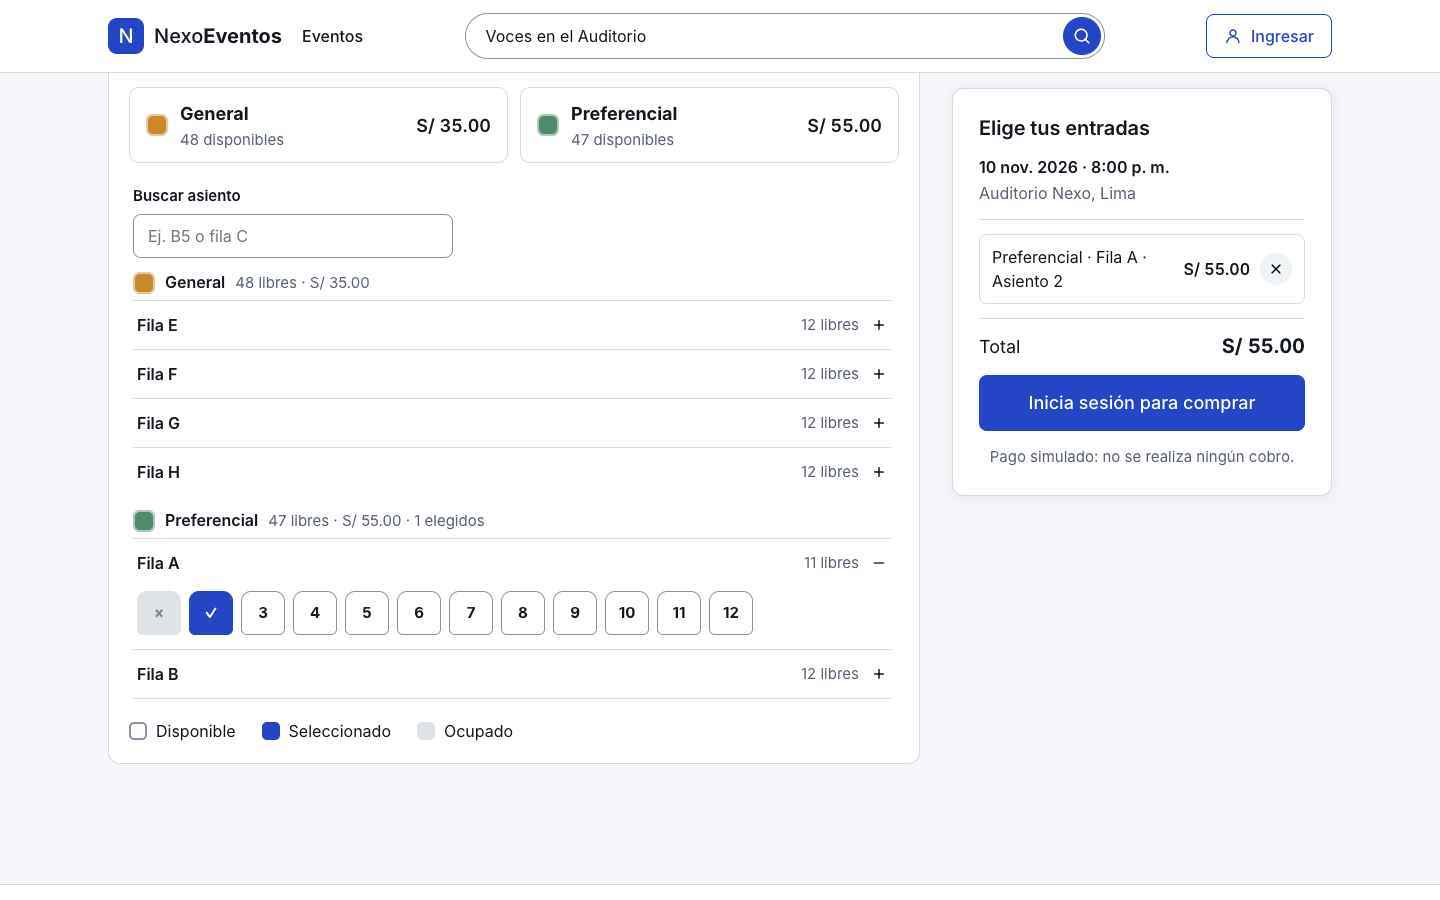 N NexoEventos Eventos
Voces en el Auditorio
Ingresar
General
48 disponibles
S/ 35.00
Preferencial
47 disponibles
S/ 55.00
Buscar asiento
Ej. B5 o fila C
General 48 libres · S/ 35.00
Fila E 12 libres +
Fila F 12 libres +
Fila G 12 libres +
Fila H 12 libres +
Preferencial 47 libres · S/ 55.00 · 1 elegidos
Fila A 11 libres −
× ✓ 3 4 5 6 7 8 9 10 11 12
Fila B 12 libres +
Disponible Seleccionado Ocupado
Elige tus entradas
10 nov. 2026 · 8:00 p. m.
Auditorio Nexo, Lima
Preferencial · Fila A ·
Asiento 2
S/ 55.00 ×
Total S/ 55.00
Inicia sesión para comprar
Pago simulado: no se realiza ningún cobro.